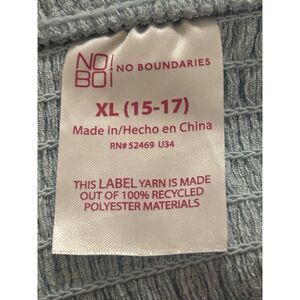 NO!
BO!
NO BOUNDARIES
XL (15-17)
Made in/Hecho en China
RN# 52469 U34
THIS LABEL YARN IS MADE
OUT OF 100% RECYCLED
POLYESTER MATERIALS